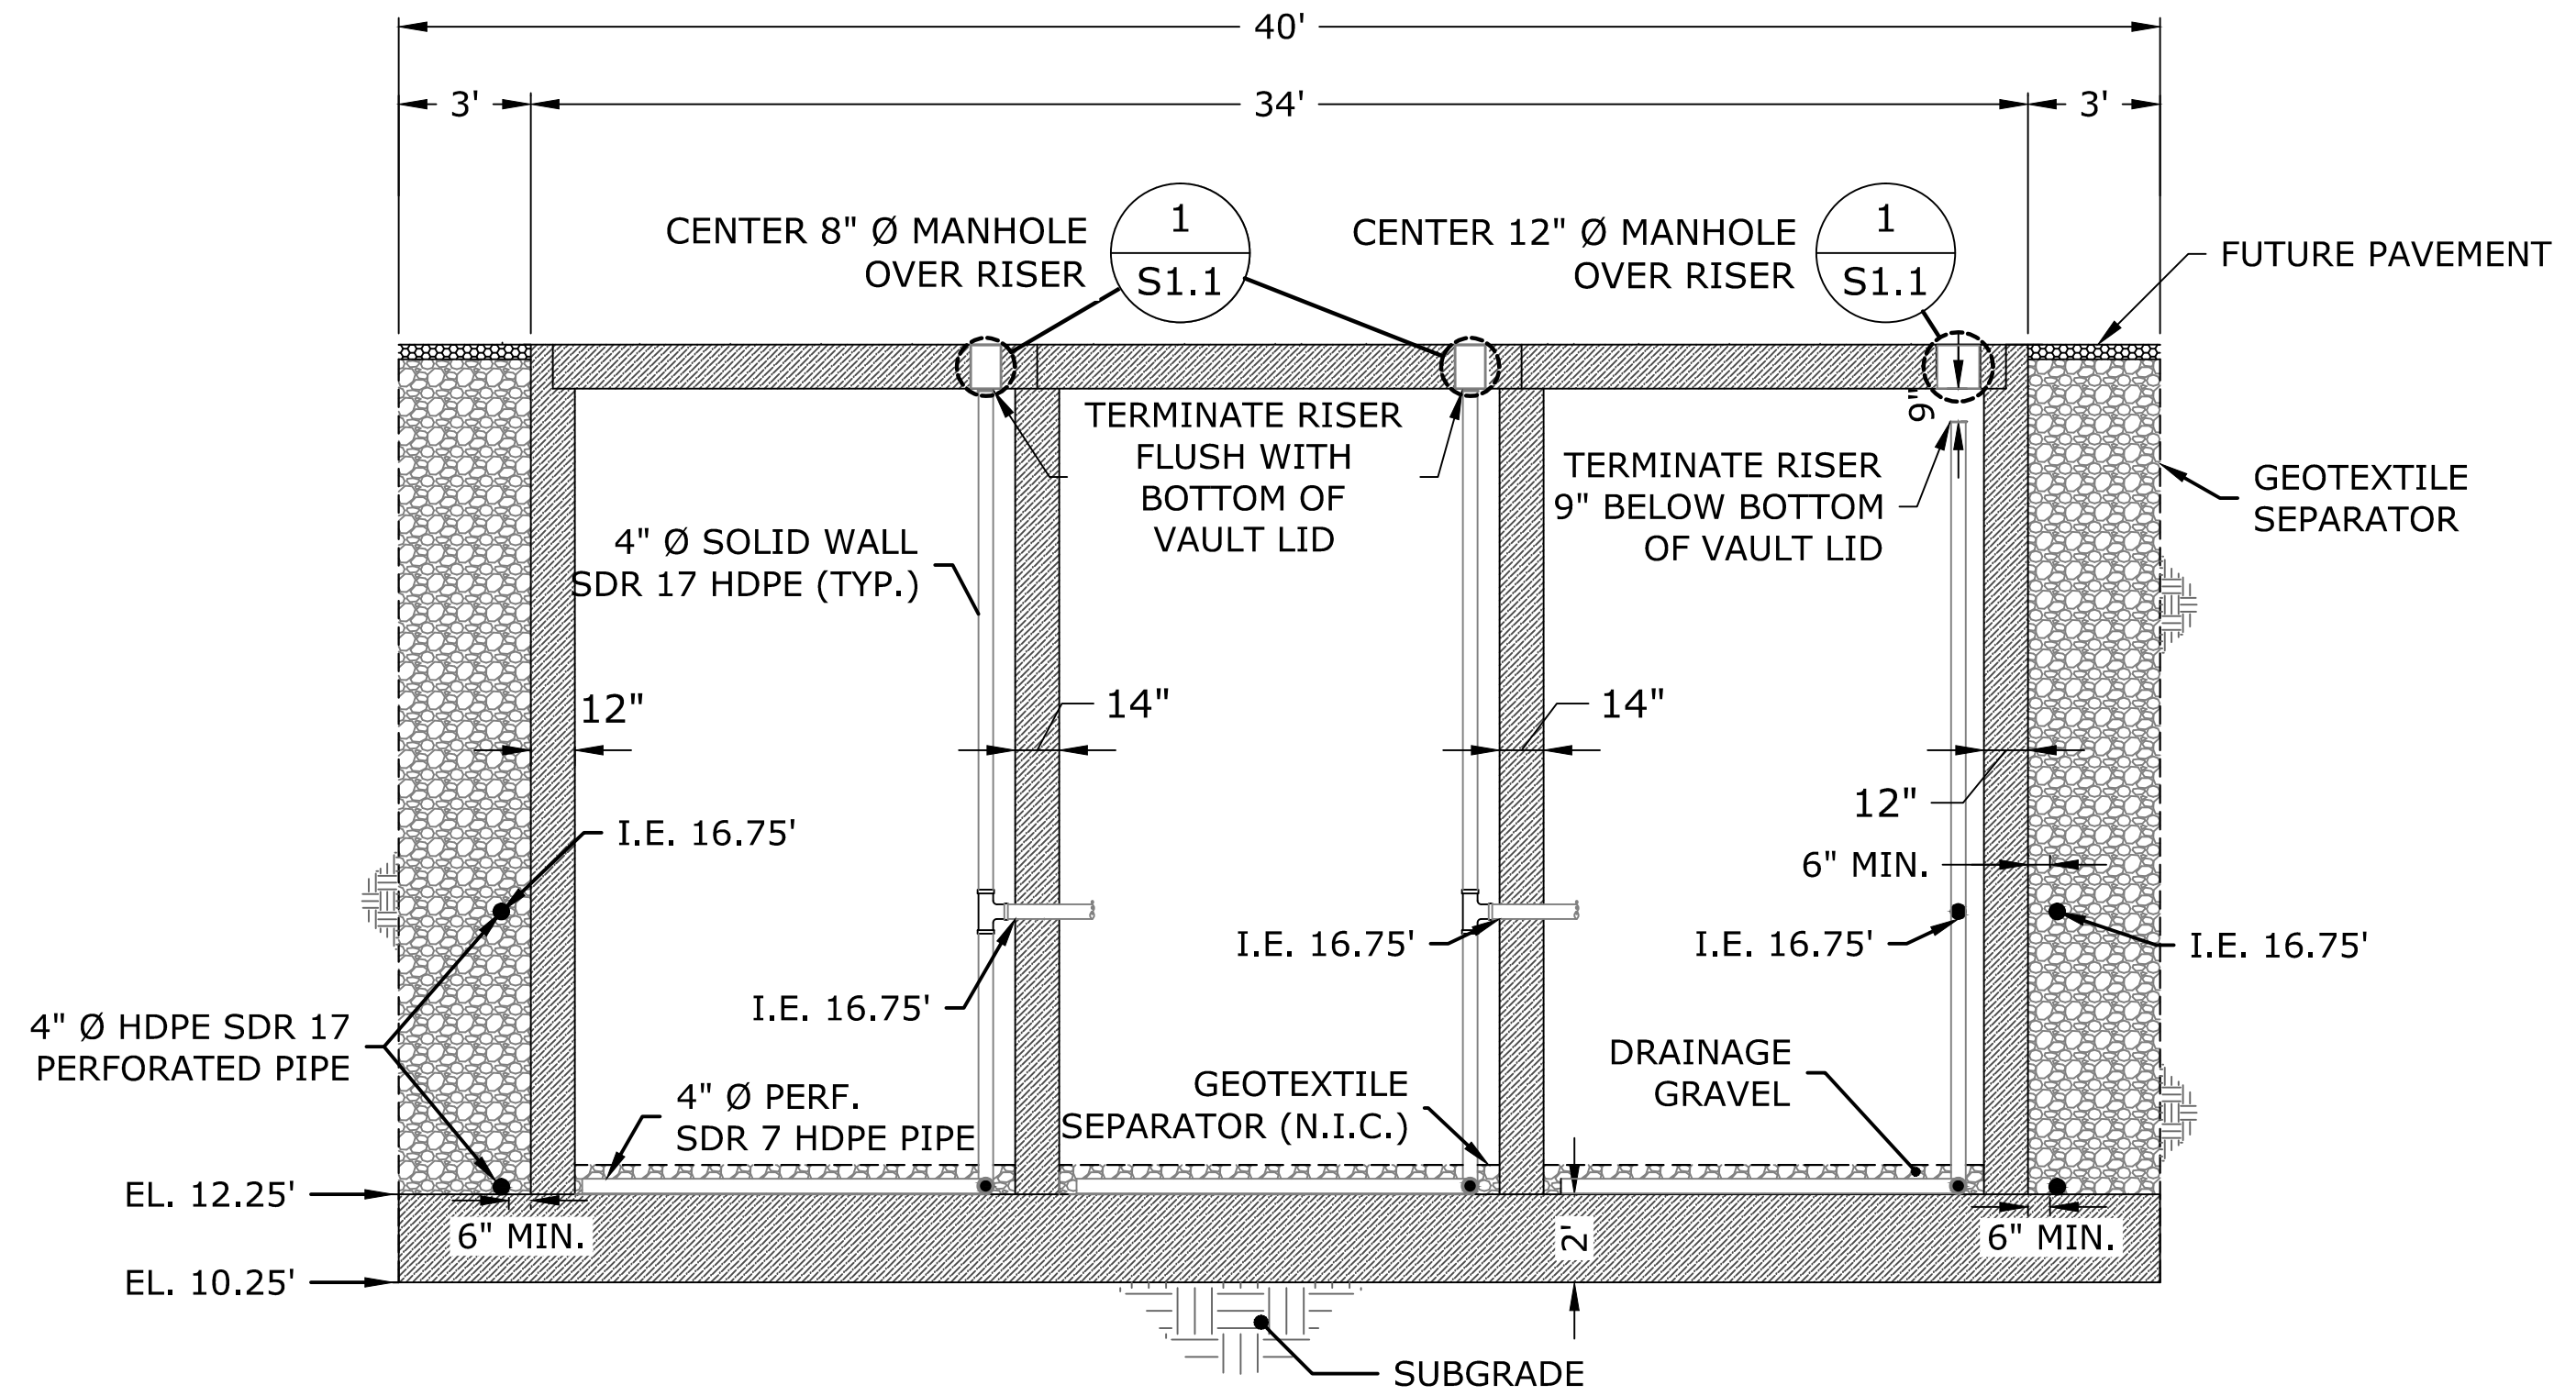 40'
3'
34'
3'
CENTER 8" Ø MANHOLE
OVER RISER
1
S1.1
CENTER 12" Ø MANHOLE
OVER RISER
1
S1.1
FUTURE PAVEMENT
TERMINATE RISER
FLUSH WITH
BOTTOM OF
VAULT LID
9"
TERMINATE RISER
9" BELOW BOTTOM
OF VAULT LID
GEOTEXTILE
SEPARATOR
4" Ø SOLID WALL
SDR 17 HDPE (TYP.)
12"
14"
14"
12"
I.E. 16.75'
6" MIN.
I.E. 16.75'
I.E. 16.75'
I.E. 16.75'
I.E. 16.75'
4" Ø HDPE SDR 17
PERFORATED PIPE
4" Ø PERF.
SDR 7 HDPE PIPE
GEOTEXTILE
SEPARATOR (N.I.C.)
DRAINAGE
GRAVEL
EL. 12.25'
6" MIN.
2'
6" MIN.
EL. 10.25'
SUBGRADE